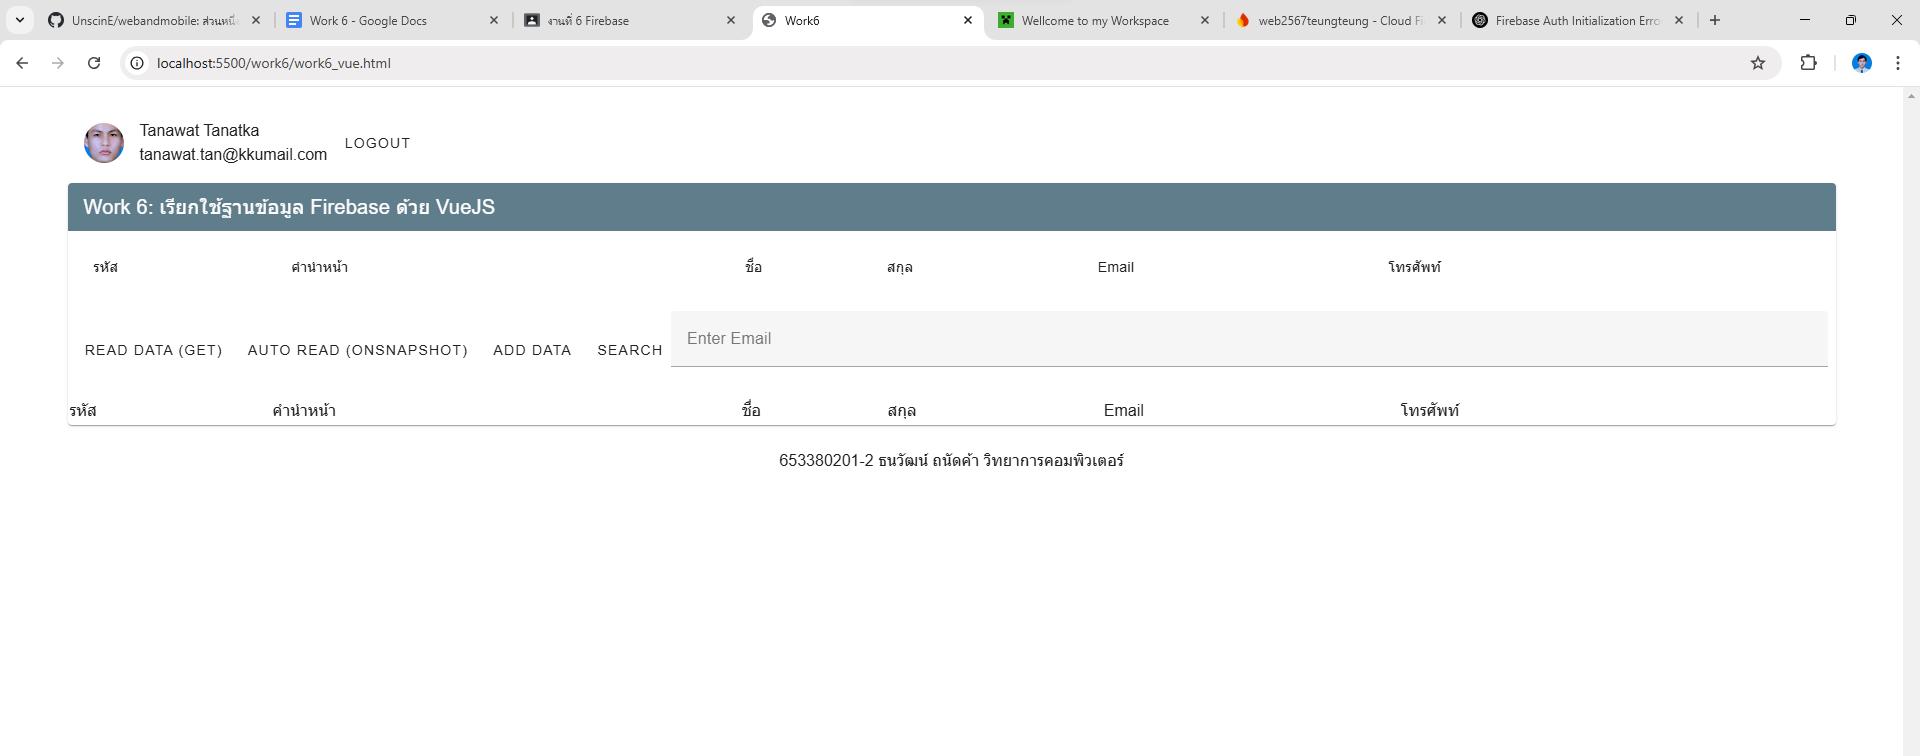 UnscinE/webandmobile: ส่วนหนึ่ง
Work 6 - Google Docs
งานที่ 6 Firebase
Work6
Wellcome to my Workspace
web2567teungteung - Cloud Fi
Firebase Auth Initialization Erro
localhost:5500/work6/work6_vue.html
Tanawat Tanatka
tanawat.tan@kkumail.com
LOGOUT
Work 6: เรียกใช้ฐานข้อมูล Firebase ด้วย VueJS
รหัส คำนำหน้า ชื่อ สกุล Email โทรศัพท์
READ DATA (GET) AUTO READ (ONSNAPSHOT) ADD DATA SEARCH Enter Email
รหัส คำนำหน้า ชื่อ สกุล Email โทรศัพท์
653380201-2 ธนวัฒน์ ถนัดค้า วิทยาการคอมพิวเตอร์